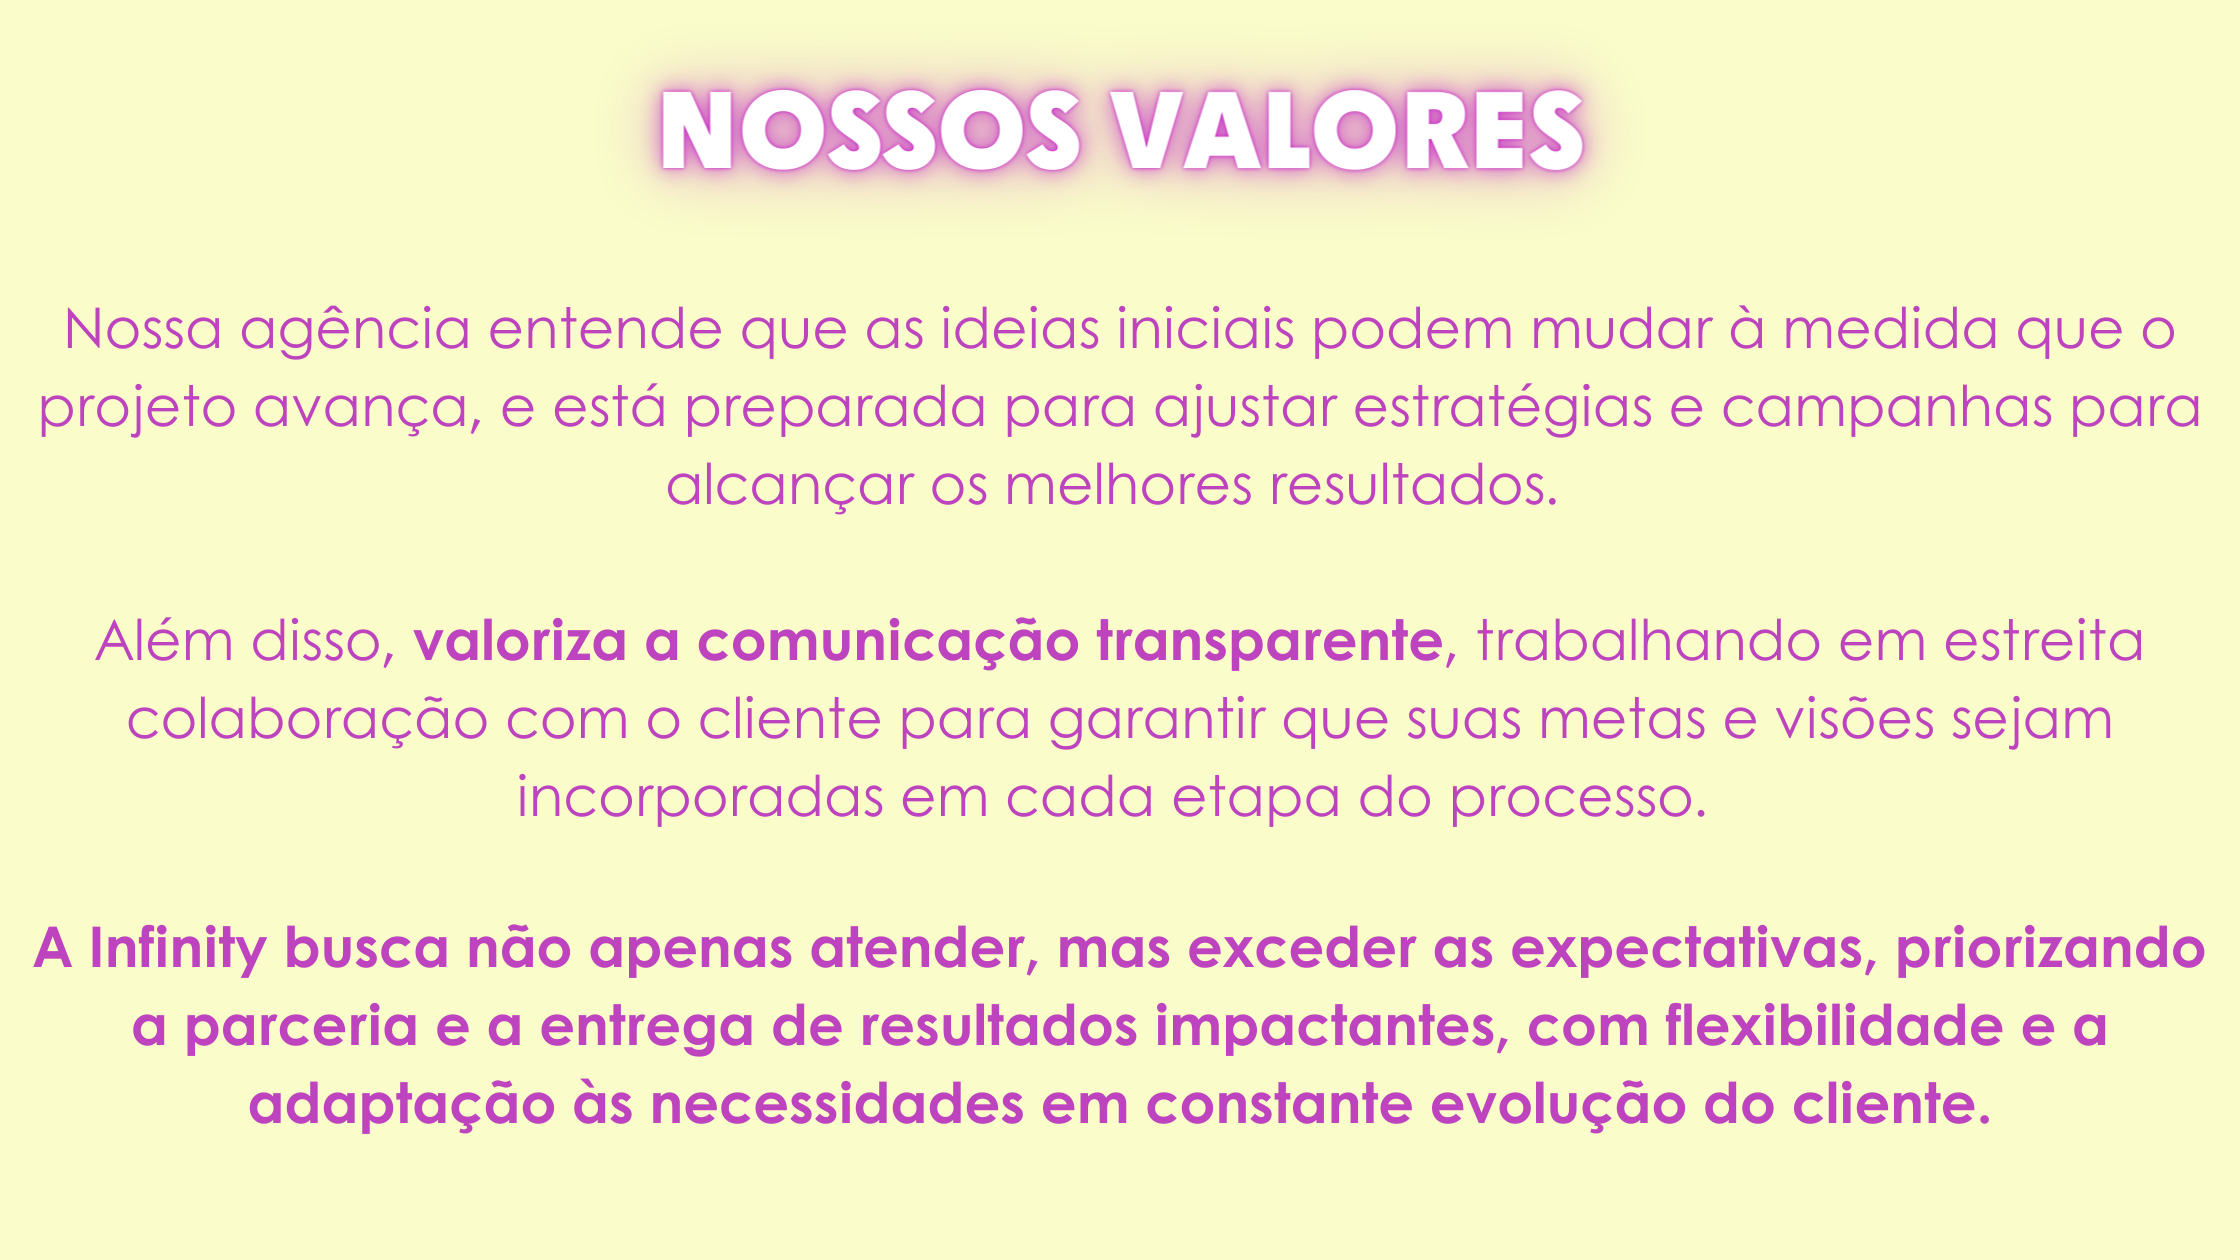 NOSSOS VALORES
Nossa agência entende que as ideias iniciais podem mudar à medida que o
projeto avança, e está preparada para ajustar estratégias e campanhas para
alcançar os melhores resultados.
Além disso, valoriza a comunicação transparente, trabalhando em estreita
colaboração com o cliente para garantir que suas metas e visões sejam
incorporadas em cada etapa do processo.
A Infinity busca não apenas atender, mas exceder as expectativas, priorizando
a parceria e a entrega de resultados impactantes, com flexibilidade e a
adaptação às necessidades em constante evolução do cliente.